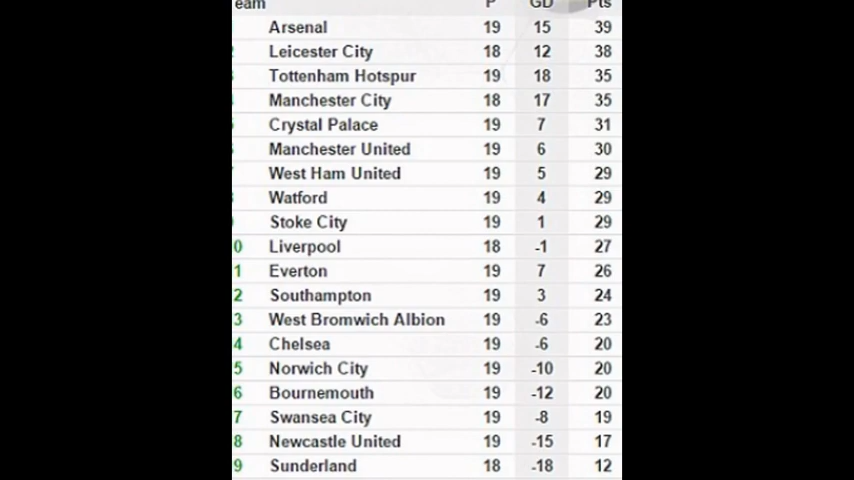 eam P GD Pts
Arsenal 19 15 39
2 Leicester City 18 12 38
3 Tottenham Hotspur 19 18 35
Manchester City 18 17 35
Crystal Palace 19 7 31
Manchester United 19 6 30
West Ham United 19 5 29
Watford 19 4 29
Stoke City 19 1 29
0 Liverpool 18 -1 27
1 Everton 19 7 26
2 Southampton 19 3 24
3 West Bromwich Albion 19 -6 23
4 Chelsea 19 -6 20
5 Norwich City 19 -10 20
6 Bournemouth 19 -12 20
7 Swansea City 19 -8 19
8 Newcastle United 19 -15 17
9 Sunderland 18 -18 12